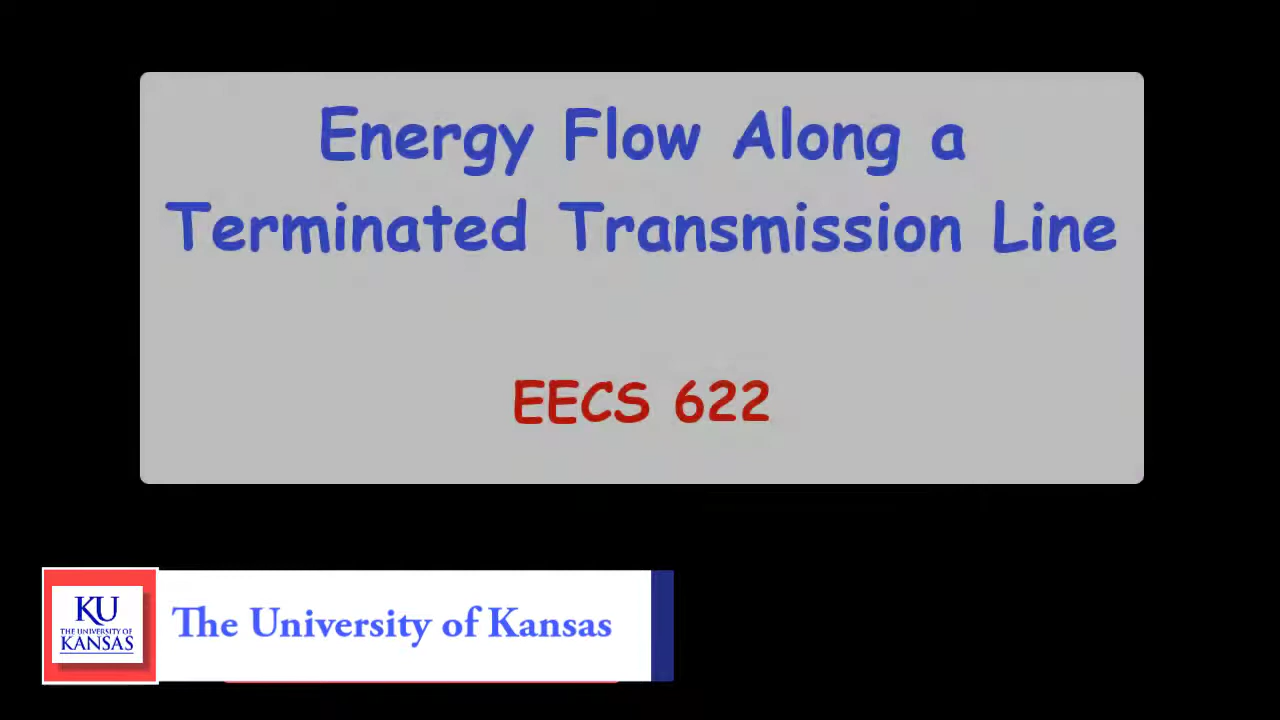 Energy Flow Along a
Terminated Transmission Line
EECS 622
KU
THE UNIVERSITY OF
KANSAS
The University of Kansas